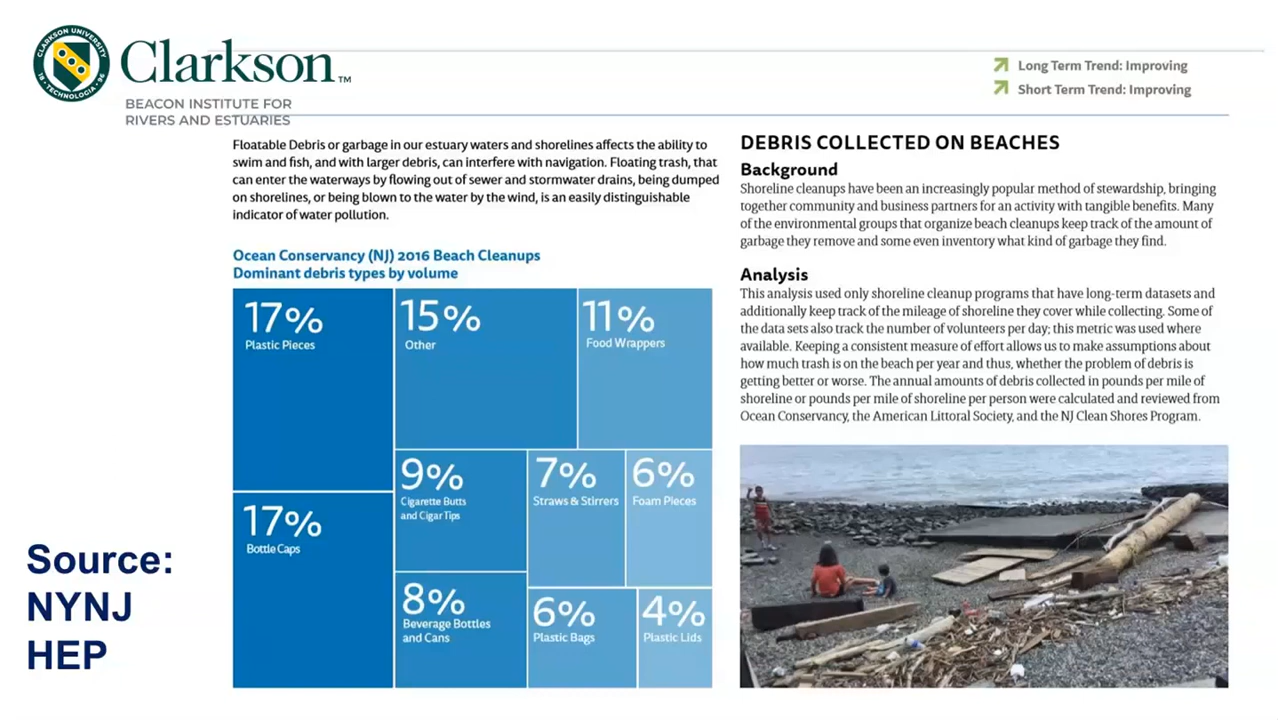 CLARKSON UNIVERSITY
18 · TECHNOLOGIA · 96
Clarkson™
BEACON INSTITUTE FOR
RIVERS AND ESTUARIES
Long Term Trend: Improving
Short Term Trend: Improving
Floatable Debris or garbage in our estuary waters and shorelines affects the ability to
swim and fish, and with larger debris, can interfere with navigation. Floating trash, that
can enter the waterways by flowing out of sewer and stormwater drains, being dumped
on shorelines, or being blown to the water by the wind, is an easily distinguishable
indicator of water pollution.
Ocean Conservancy (NJ) 2016 Beach Cleanups
Dominant debris types by volume
17%
Plastic Pieces
15%
Other
11%
Food Wrappers
17%
Bottle Caps
9%
Cigarette Butts
and Cigar Tips
7%
Straws & Stirrers
6%
Foam Pieces
8%
Beverage Bottles
and Cans
6%
Plastic Bags
4%
Plastic Lids
Source:
NYNJ
HEP
DEBRIS COLLECTED ON BEACHES
Background
Shoreline cleanups have been an increasingly popular method of stewardship, bringing
together community and business partners for an activity with tangible benefits. Many
of the environmental groups that organize beach cleanups keep track of the amount of
garbage they remove and some even inventory what kind of garbage they find.
Analysis
This analysis used only shoreline cleanup programs that have long-term datasets and
additionally keep track of the mileage of shoreline they cover while collecting. Some of
the data sets also track the number of volunteers per day; this metric was used where
available. Keeping a consistent measure of effort allows us to make assumptions about
how much trash is on the beach per year and thus, whether the problem of debris is
getting better or worse. The annual amounts of debris collected in pounds per mile of
shoreline or pounds per mile of shoreline per person were calculated and reviewed from
Ocean Conservancy, the American Littoral Society, and the NJ Clean Shores Program.